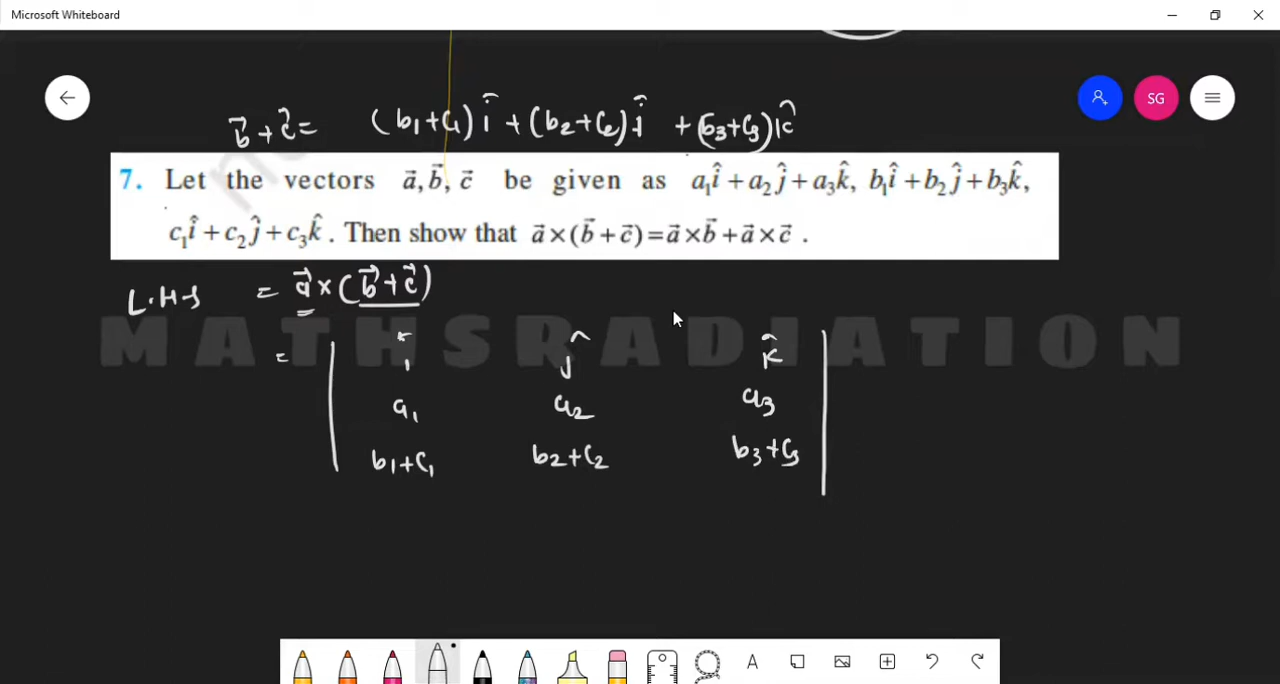 Microsoft Whiteboard
SG
b⃗ + c⃗ = (b₁+c₁) î + (b₂+c₂) ĵ + (b₃+c₃) k̂
7. Let the vectors a⃗, b⃗, c⃗ be given as a₁î + a₂ĵ + a₃k̂, b₁î + b₂ĵ + b₃k̂,
c₁î + c₂ĵ + c₃k̂. Then show that a⃗ × (b⃗ + c⃗) = a⃗ × b⃗ + a⃗ × c⃗.
L.H.S = a⃗ × (b⃗ + c⃗)
MATHSRADIATION
= | î ĵ k̂ |
| a₁ a₂ a₃ |
| b₁+c₁ b₂+c₂ b₃+c₃ |
A